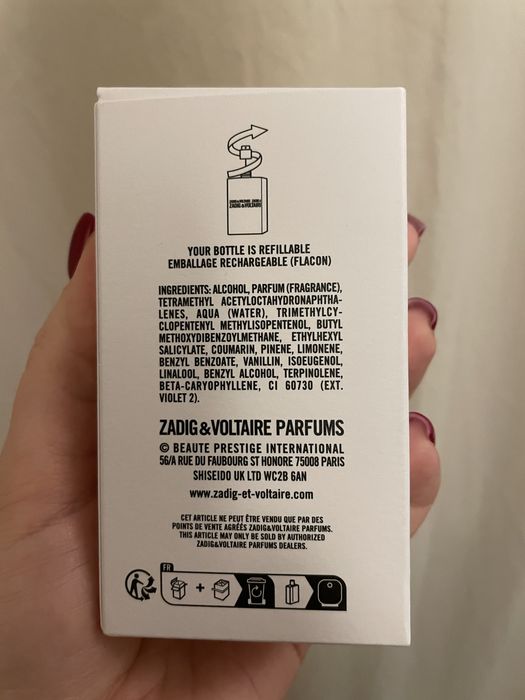 ZADIG&VOLTAIRE
YOUR BOTTLE IS REFILLABLE
EMBALLAGE RECHARGEABLE (FLACON)
INGREDIENTS: ALCOHOL, PARFUM (FRAGRANCE),
TETRAMETHYL ACETYLOCTAHYDRONAPHTHA-
LENES, AQUA (WATER), TRIMETHYLCY-
CLOPENTENYL METHYLISOPENTENOL, BUTYL
METHOXYDIBENZOYLMETHANE, ETHYLHEXYL
SALICYLATE, COUMARIN, PINENE, LIMONENE,
BENZYL BENZOATE, VANILLIN, ISOEUGENOL,
LINALOOL, BENZYL ALCOHOL, TERPINOLENE,
BETA-CARYOPHYLLENE, CI 60730 (EXT.
VIOLET 2).
ZADIG&VOLTAIRE PARFUMS
© BEAUTE PRESTIGE INTERNATIONAL
56/A RUE DU FAUBOURG ST HONORE 75008 PARIS
SHISEIDO UK LTD WC2B 6AN
www.zadig-et-voltaire.com
CET ARTICLE NE PEUT ÊTRE VENDU QUE PAR DES
POINTS DE VENTE AGRÉÉS ZADIG&VOLTAIRE PARFUMS.
THIS ARTICLE MAY ONLY BE SOLD BY AUTHORIZED
ZADIG&VOLTAIRE PARFUMS DEALERS.
FR